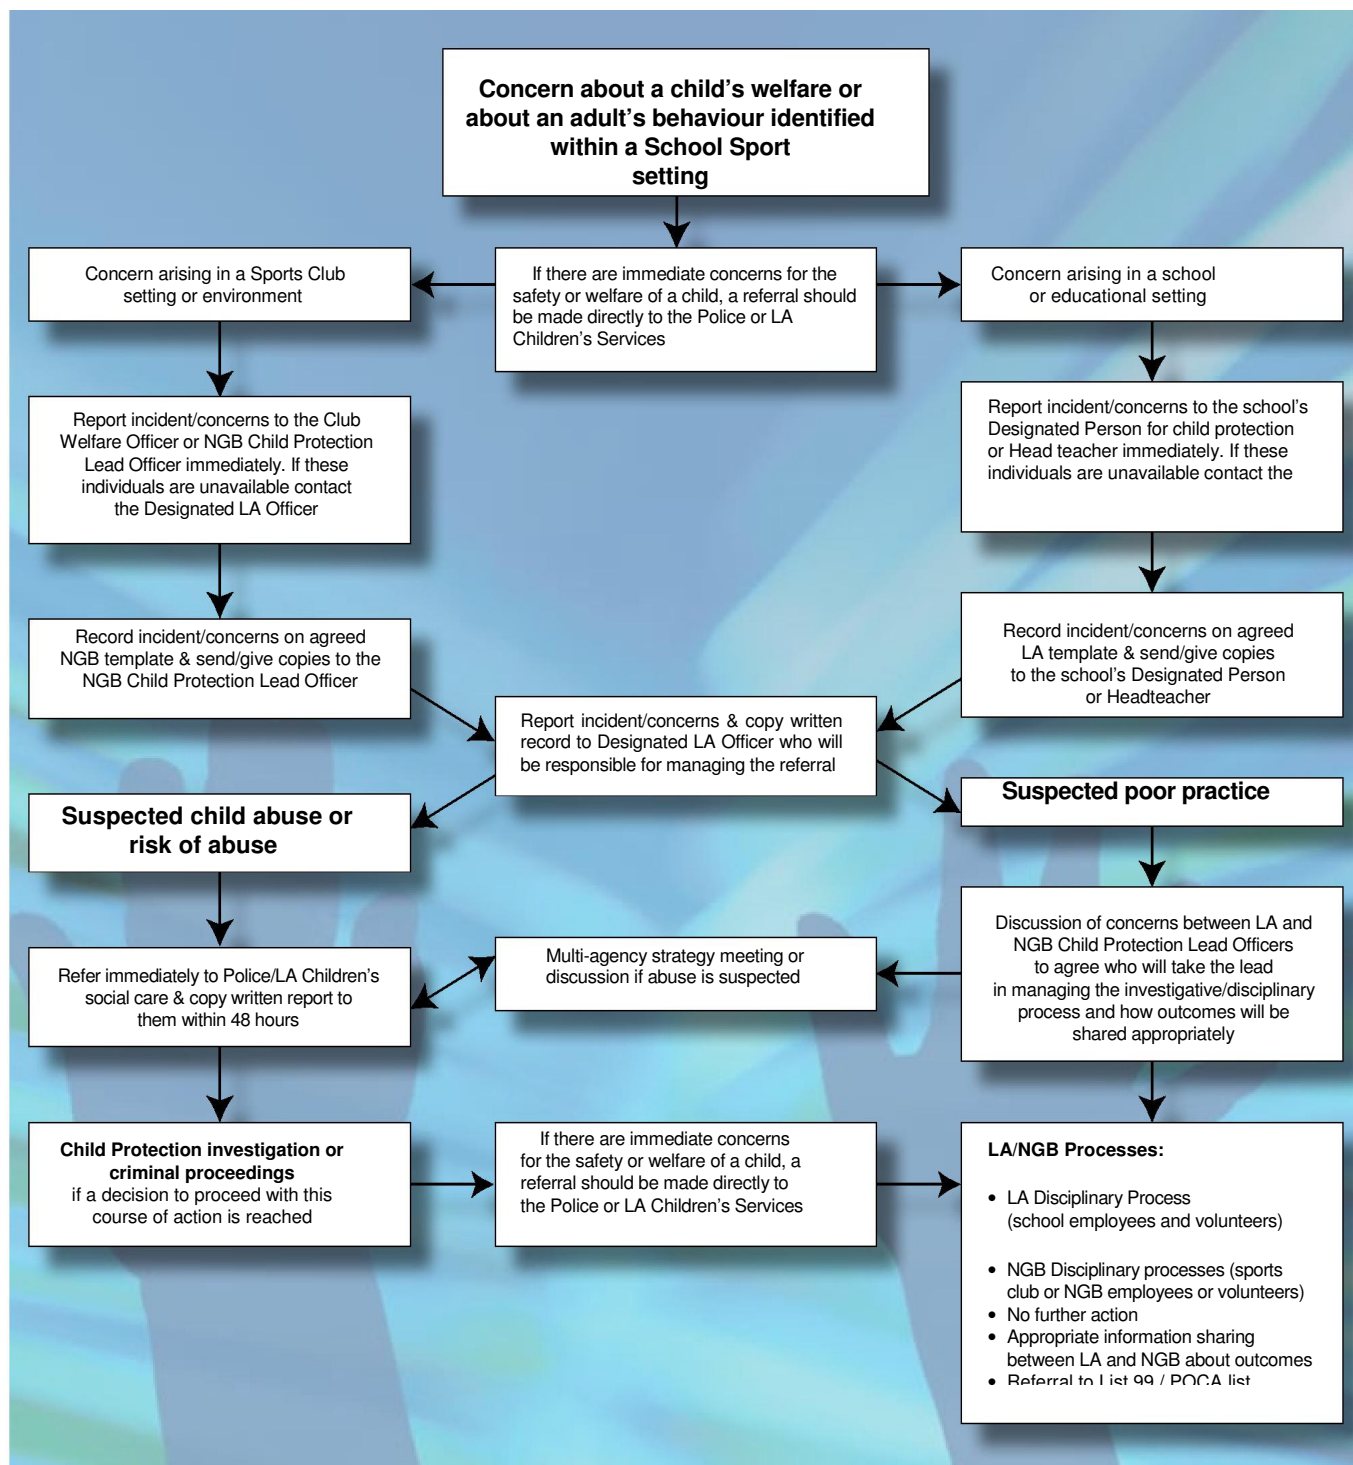 Concern about a child's welfare or
about an adult's behaviour identified
within a School Sport
setting
Concern arising in a Sports Club
setting or environment
If there are immediate concerns for the
safety or welfare of a child, a referral should
be made directly to the Police or LA
Children's Services
Concern arising in a school
or educational setting
Report incident/concerns to the Club
Welfare Officer or NGB Child Protection
Lead Officer immediately. If these
individuals are unavailable contact
the Designated LA Officer
Report incident/concerns to the school's
Designated Person for child protection
or Head teacher immediately. If these
individuals are unavailable contact the
Record incident/concerns on agreed
NGB template & send/give copies to the
NGB Child Protection Lead Officer
Record incident/concerns on agreed
LA template & send/give copies
to the school's Designated Person
or Headteacher
Report incident/concerns & copy written
record to Designated LA Officer who will
be responsible for managing the referral
Suspected child abuse or
risk of abuse
Suspected poor practice
Refer immediately to Police/LA Children's
social care & copy written report to
them within 48 hours
Multi-agency strategy meeting or
discussion if abuse is suspected
Discussion of concerns between LA and
NGB Child Protection Lead Officers
to agree who will take the lead
in managing the investigative/disciplinary
process and how outcomes will be
shared appropriately
Child Protection investigation or
criminal proceedings
if a decision to proceed with this
course of action is reached
If there are immediate concerns
for the safety or welfare of a child, a
referral should be made directly to
the Police or LA Children's Services
LA/NGB Processes:
• LA Disciplinary Process
(school employees and volunteers)
• NGB Disciplinary processes (sports
club or NGB employees or volunteers)
• No further action
• Appropriate information sharing
between LA and NGB about outcomes
• Referral to List 99 / POCA list